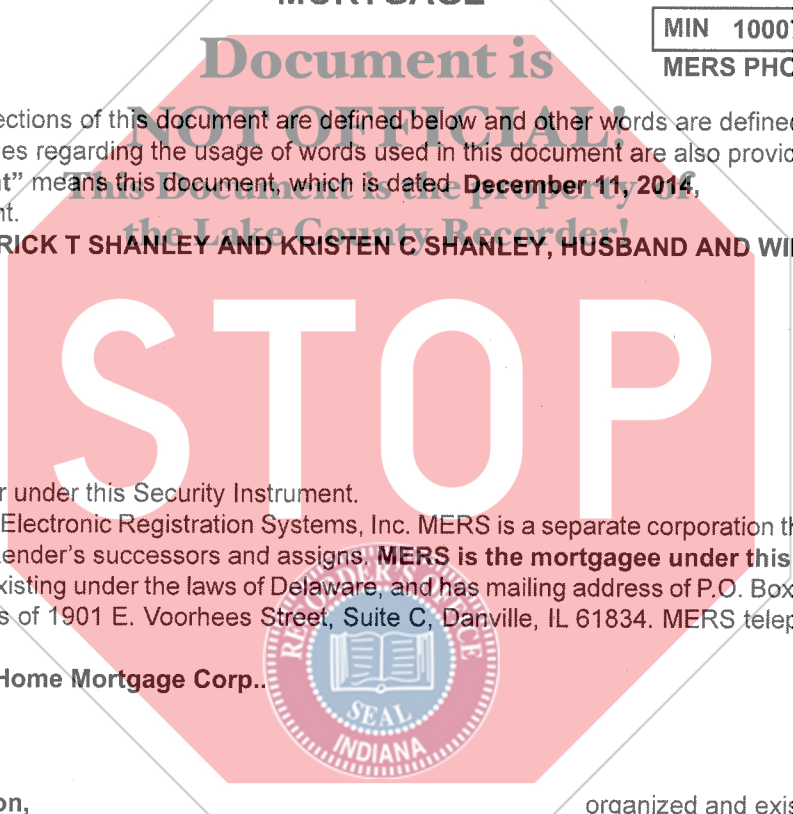 MORTGAGE
MIN 1000
Document is
MERS PHO
NOT OFFICIAL!
ections of this document are defined below and other words are defined
es regarding the usage of words used in this document are also provid
t” means this Document, which is dated December 11, 2014,
This Document is the property of
nt.
the Lake County Recorder!
RICK T SHANLEY AND KRISTEN C SHANLEY, HUSBAND AND WI
STOP
r under this Security Instrument.
Electronic Registration Systems, Inc. MERS is a separate corporation th
ender’s successors and assigns. MERS is the mortgagee under this
xisting under the laws of Delaware, and has mailing address of P.O. Box
s of 1901 E. Voorhees Street, Suite C, Danville, IL 61834. MERS telep
RECORDER'S OFFICE
Home Mortgage Corp..
SEAL
INDIANA
on,
organized and exis